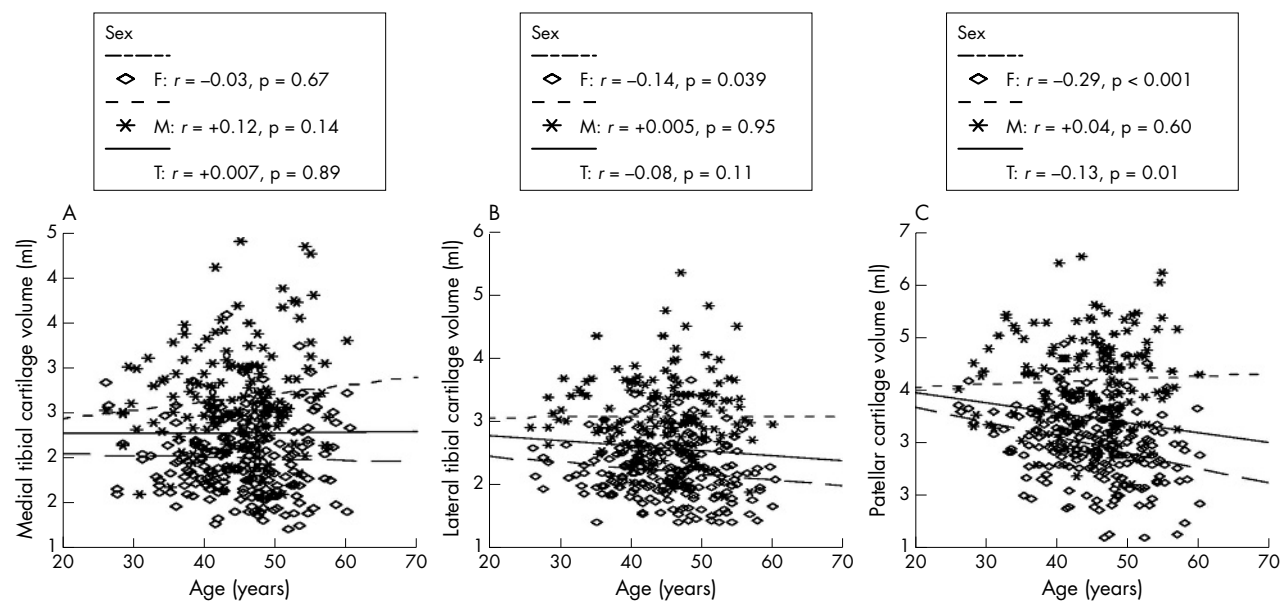 Sex
F: r = –0.03, p = 0.67
M: r = +0.12, p = 0.14
T: r = +0.007, p = 0.89
A
Medial tibial cartilage volume (ml)
5
4
4
3
3
2
2
1
20 30 40 50 60 70
Age (years)
Sex
F: r = –0.14, p = 0.039
M: r = +0.005, p = 0.95
T: r = –0.08, p = 0.11
B
Lateral tibial cartilage volume (ml)
6
5
4
3
2
1
20 30 40 50 60 70
Age (years)
Sex
F: r = –0.29, p < 0.001
M: r = +0.04, p = 0.60
T: r = –0.13, p = 0.01
C
Patellar cartilage volume (ml)
7
6
5
4
3
3
1
20 30 40 50 60 70
Age (years)